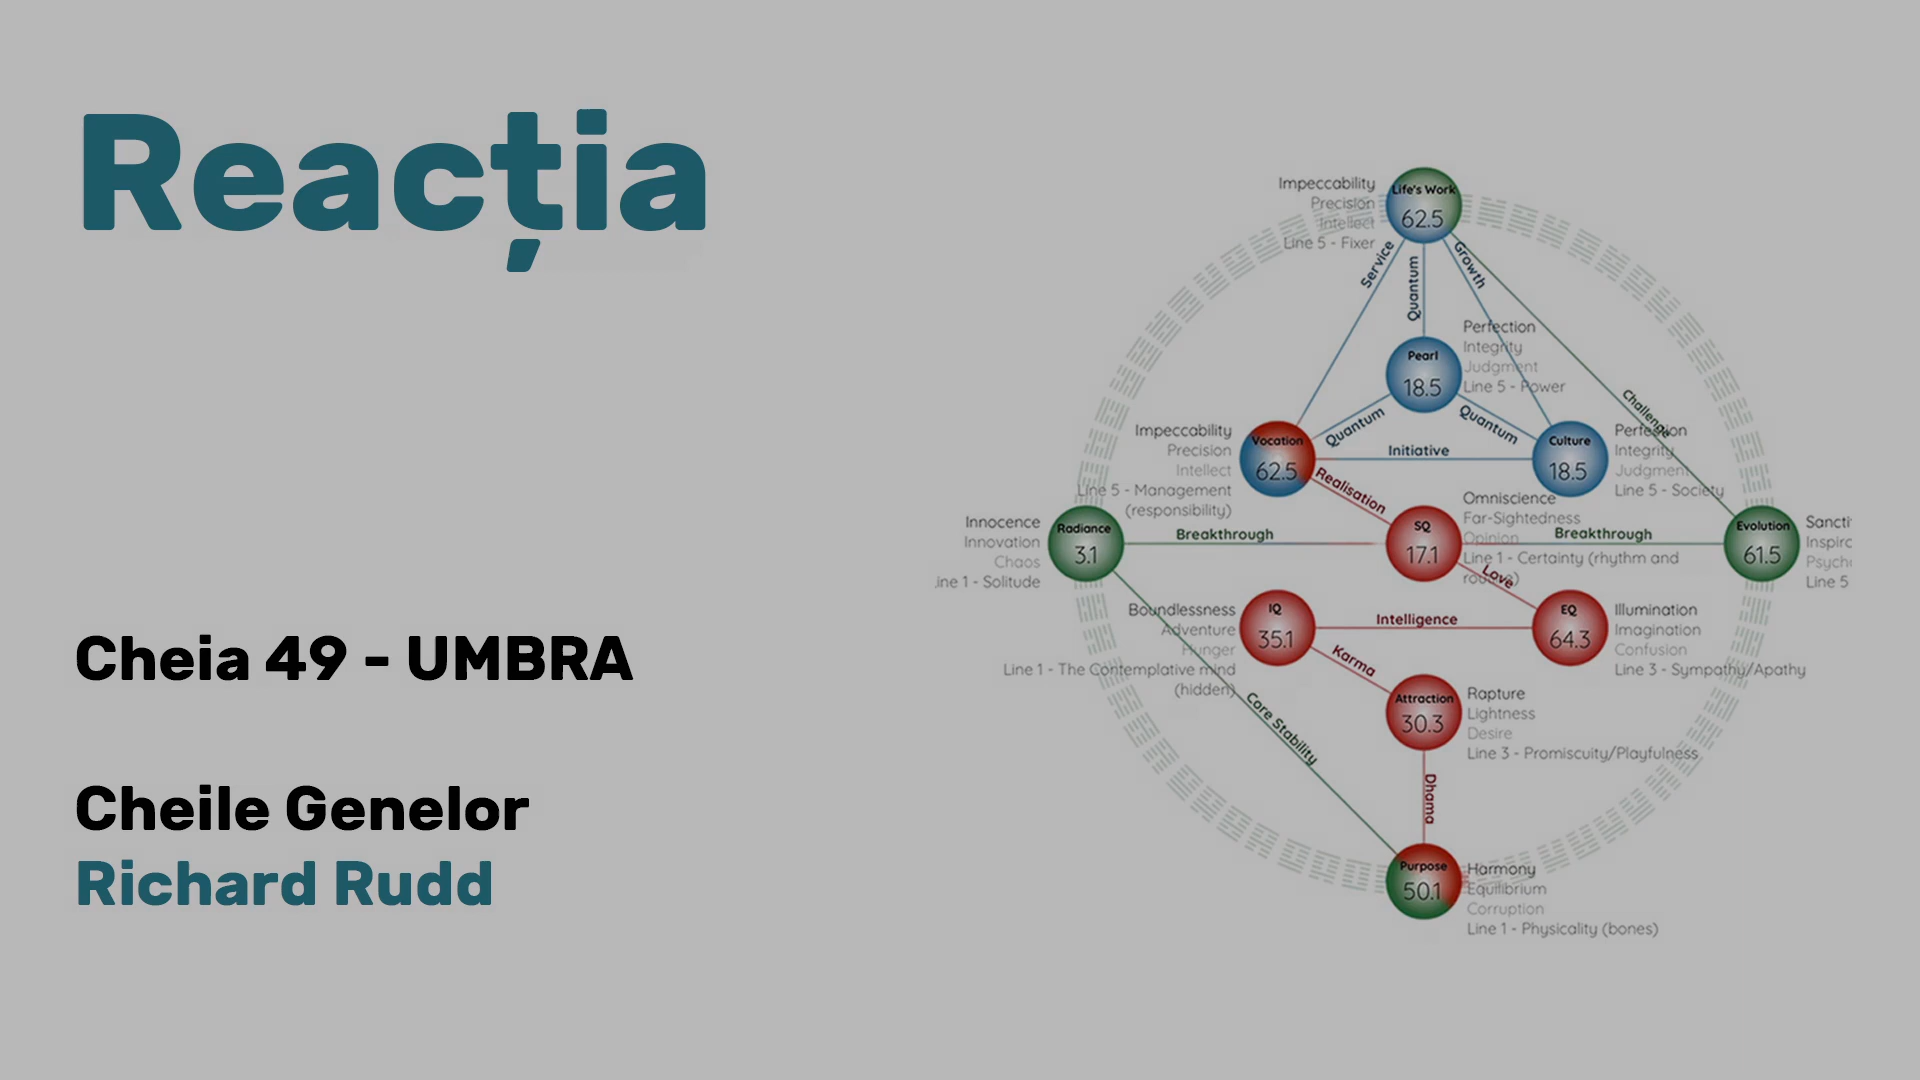 Reacția
Cheia 49 - UMBRA
Cheile Genelor
Richard Rudd
Impeccability
Precision
Intellect
Line 5 - Fixer
Life's Work
62.5
Service
Quantum
Growth
Challenge
Perfection
Integrity
Judgment
Line 5 - Power
Pearl
18.5
Quantum
Quantum
Impeccability
Precision
Intellect
Line 5 - Management
(responsibility)
Vocation
62.5
Initiative
Culture
18.5
Perfection
Integrity
Judgment
Line 5 - Society
Realisation
Innocence
Innovation
Chaos
ine 1 - Solitude
Radiance
3.1
Breakthrough
SQ
17.1
Omniscience
Far-Sightedness
Opinion
Line 1 - Certainty (rhythm and
Breakthrough
Evolution
61.5
Sancti
Inspirc
Psych
Line 5
Love
Boundlessness
Adventure
Hunger
Line 1 - The Contemplative mind
(hidden)
IQ
35.1
Intelligence
EQ
64.3
Illumination
Imagination
Confusion
Line 3 - Sympathy/Apathy
Karma
Attraction
30.3
Rapture
Lightness
Desire
Line 3 - Promiscuity/Playfulness
Core Stability
Dharma
Purpose
50.1
Harmony
Equilibrium
Corruption
Line 1 - Physicality (bones)